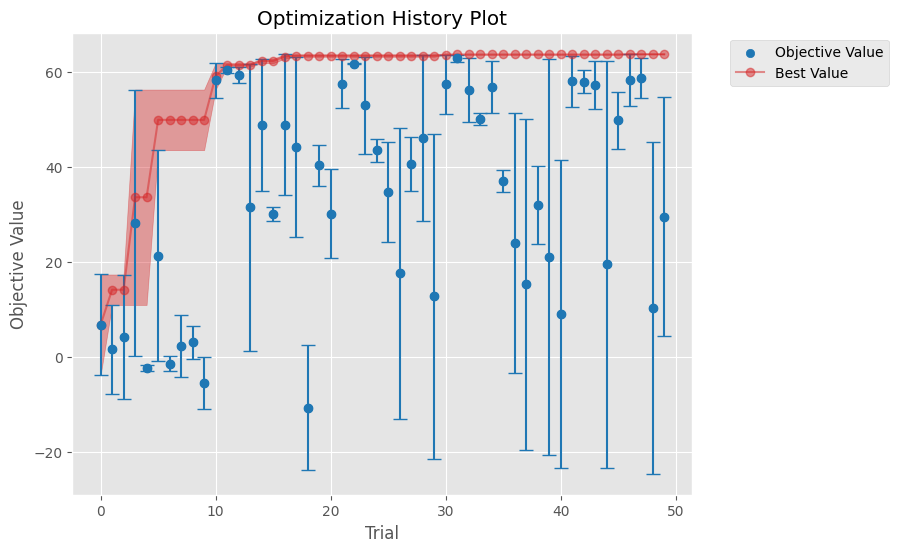 Optimization History Plot
Objective Value
Best Value
60
40
20
0
−20
Objective Value
0 10 20 30 40 50
Trial